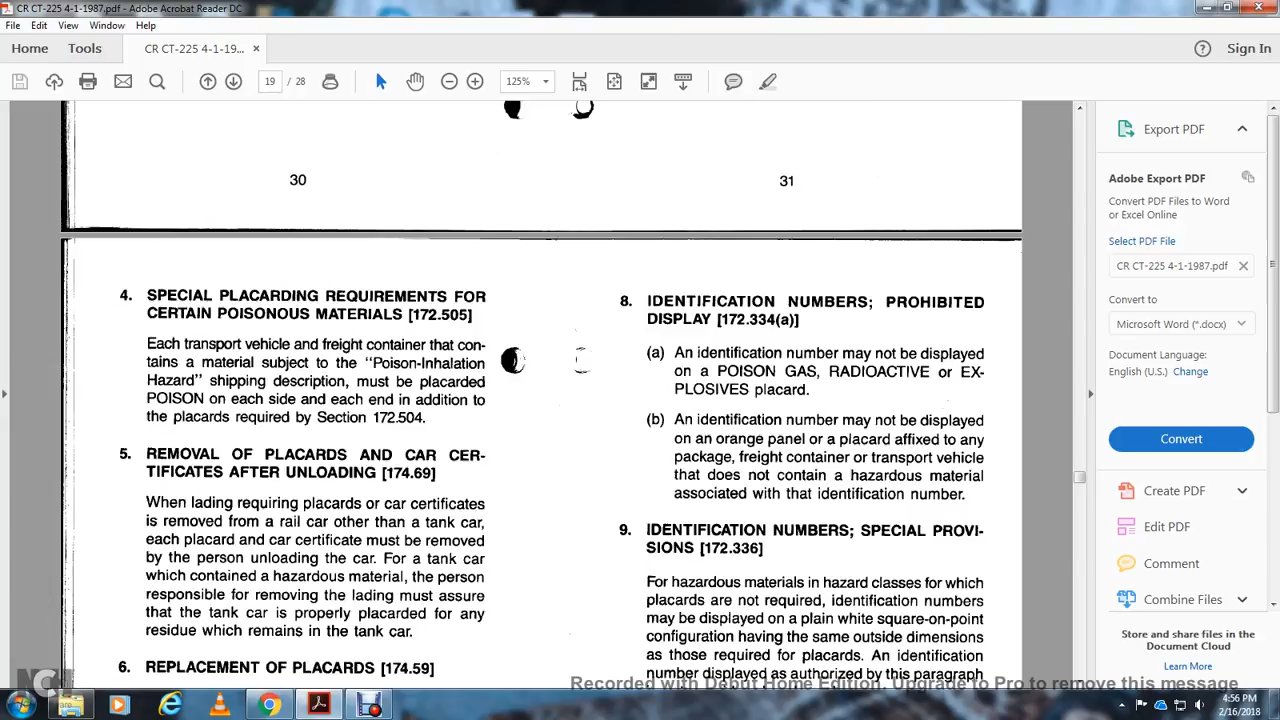 CR CT-225 4-1-1987.pdf - Adobe Acrobat Reader DC
File Edit View Window Help
Home Tools CR CT-225 4-1-19... × Sign In
19 / 28 125%
30
31
4. SPECIAL PLACARDING REQUIREMENTS FOR
CERTAIN POISONOUS MATERIALS [172.505]
Each transport vehicle and freight container that con-
tains a material subject to the “Poison-Inhalation
Hazard” shipping description, must be placarded
POISON on each side and each end in addition to
the placards required by Section 172.504.
5. REMOVAL OF PLACARDS AND CAR CER-
TIFICATES AFTER UNLOADING [174.69]
When lading requiring placards or car certificates
is removed from a rail car other than a tank car,
each placard and car certificate must be removed
by the person unloading the car. For a tank car
which contained a hazardous material, the person
responsible for removing the lading must assure
that the tank car is properly placarded for any
residue which remains in the tank car.
6. REPLACEMENT OF PLACARDS [174.59]
8. IDENTIFICATION NUMBERS; PROHIBITED
DISPLAY [172.334(a)]
(a) An identification number may not be displayed
on a POISON GAS, RADIOACTIVE or EX-
PLOSIVES placard.
(b) An identification number may not be displayed
on an orange panel or a placard affixed to any
package, freight container or transport vehicle
that does not contain a hazardous material
associated with that identification number.
9. IDENTIFICATION NUMBERS; SPECIAL PROVI-
SIONS [172.336]
For hazardous materials in hazard classes for which
placards are not required, identification numbers
may be displayed on a plain white square-on-point
configuration having the same outside dimensions
as those required for placards. An identification
number displayed as authorized by this paragraph
Export PDF
Adobe Export PDF
Convert PDF Files to Word
or Excel Online
Select PDF File
CR CT-225 4-1-1987.pdf ×
Convert to
Microsoft Word (*.docx)
Document Language:
English (U.S.) Change
Convert
Create PDF
Edit PDF
Comment
Combine Files
Store and share files in the
Document Cloud
Learn More
Recorded with Debut Home Edition. Upgrade to Pro to remove this message
NCH
4:56 PM
2/16/2018